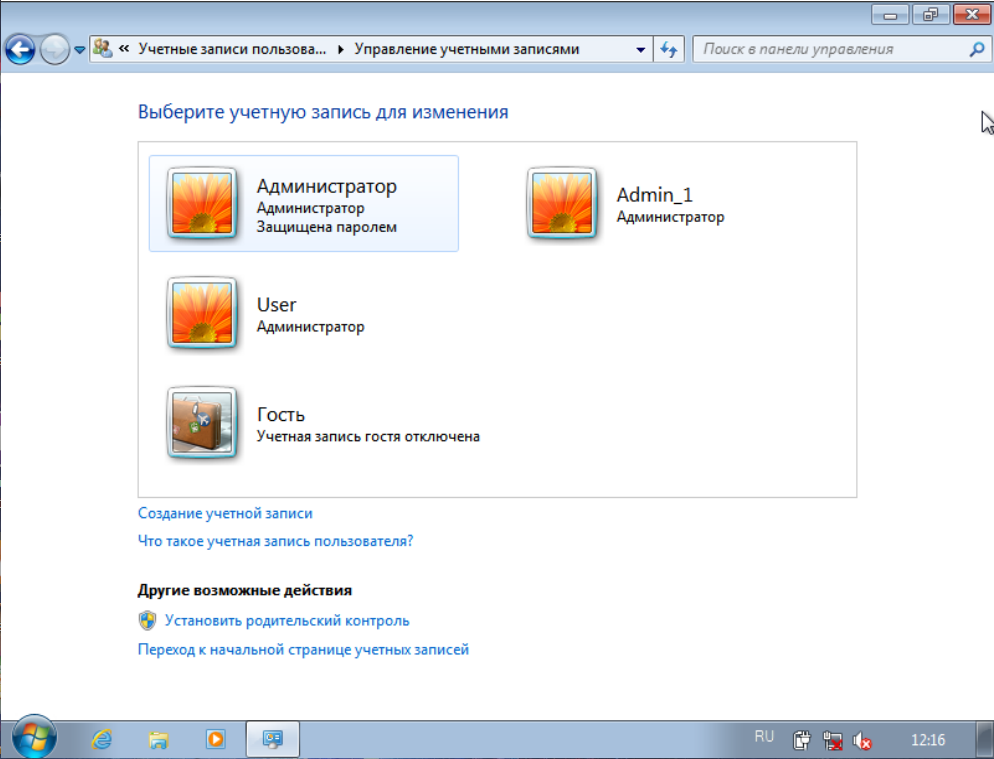 « Учетные записи пользова... Управление учетными записями
Поиск в панели управления
Выберите учетную запись для изменения
Администратор
Администратор
Защищена паролем
Admin_1
Администратор
User
Администратор
Гость
Учетная запись гостя отключена
Создание учетной записи
Что такое учетная запись пользователя?
Другие возможные действия
Установить родительский контроль
Переход к начальной странице учетных записей
RU
12:16